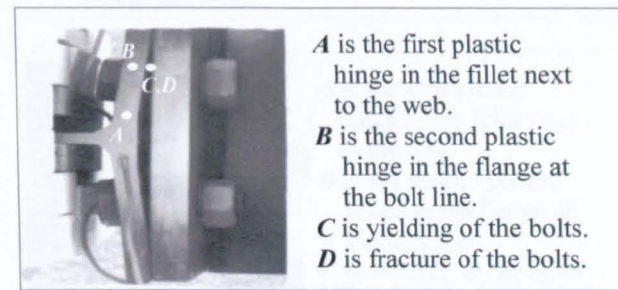 B
C,D
A
A is the first plastic
hinge in the fillet next
to the web.
B is the second plastic
hinge in the flange at
the bolt line.
C is yielding of the bolts.
D is fracture of the bolts.